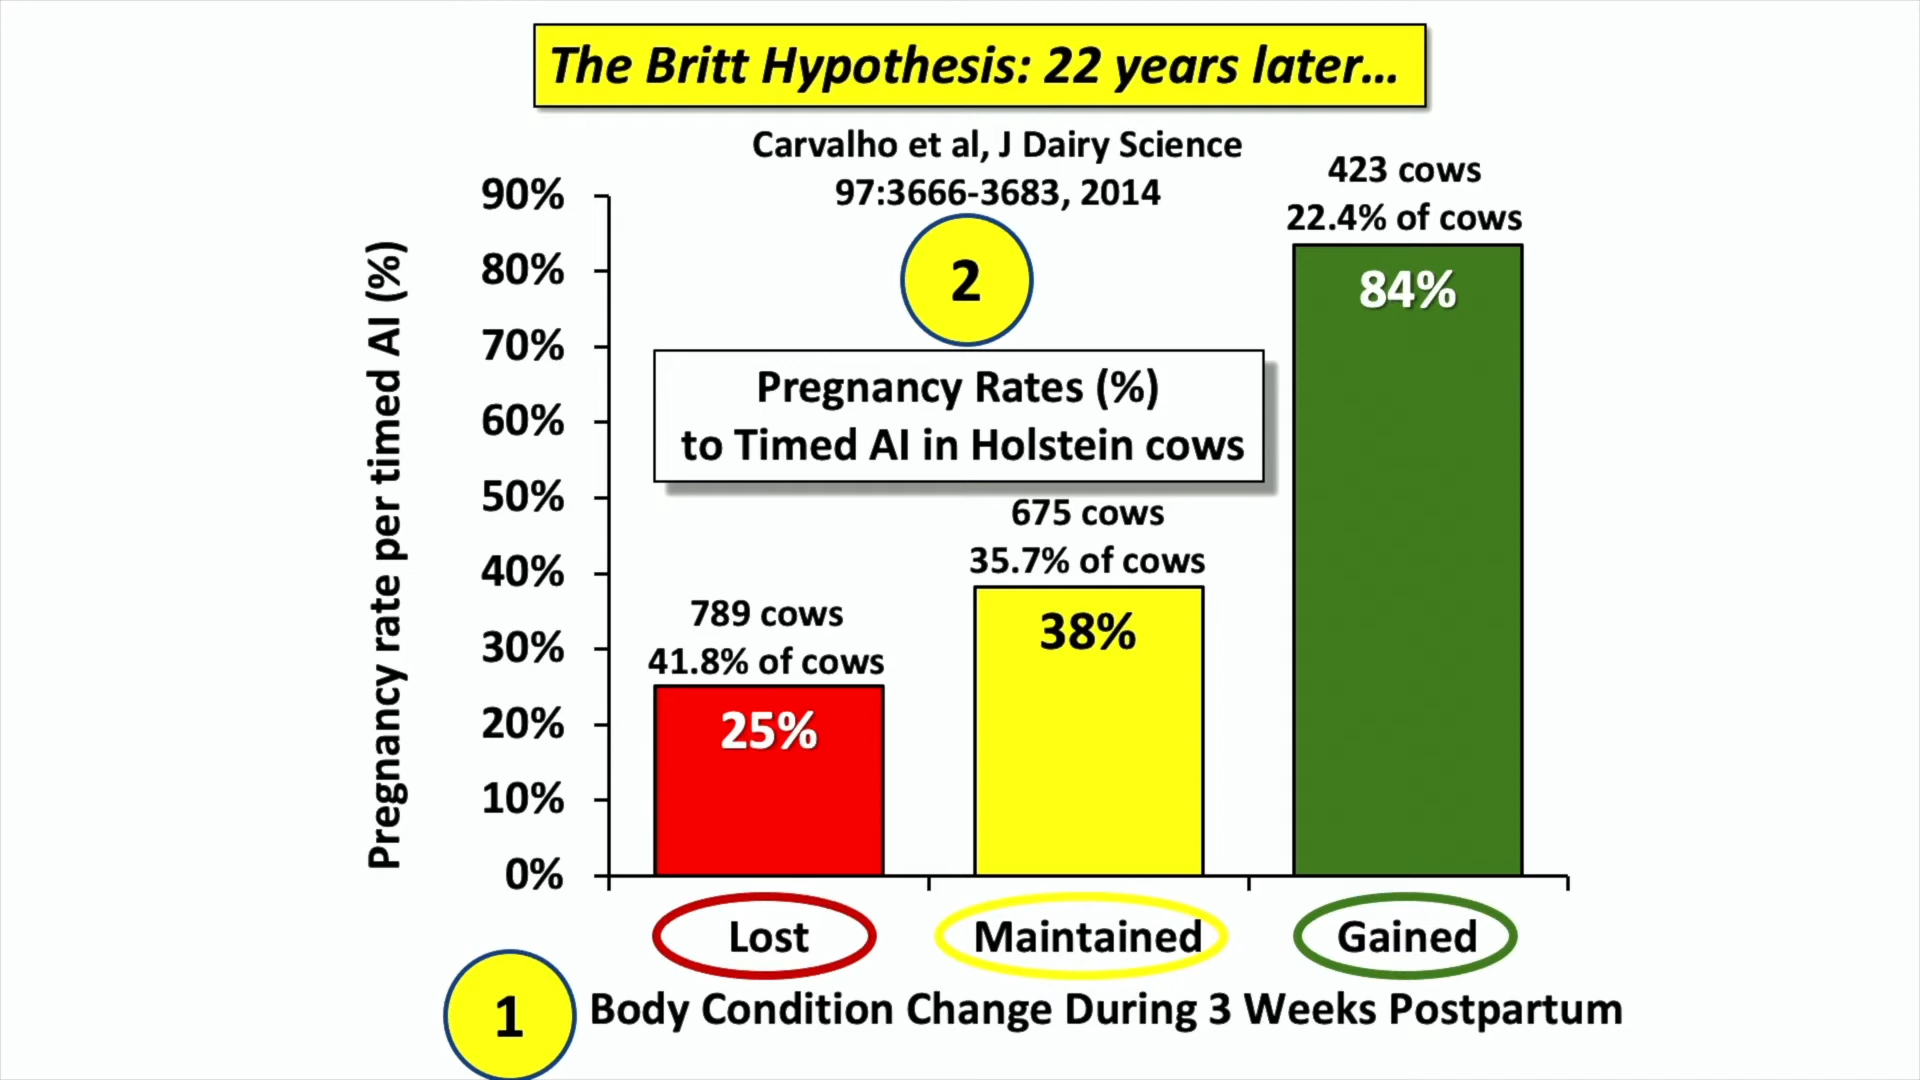 The Britt Hypothesis: 22 years later...
Carvalho et al, J Dairy Science
97:3666-3683, 2014
423 cows
22.4% of cows
90%
80%
70%
60%
50%
40%
30%
20%
10%
0%
Pregnancy rate per timed AI (%)
2
Pregnancy Rates (%)
to Timed AI in Holstein cows
84%
675 cows
35.7% of cows
38%
789 cows
41.8% of cows
25%
Lost
Maintained
Gained
1
Body Condition Change During 3 Weeks Postpartum